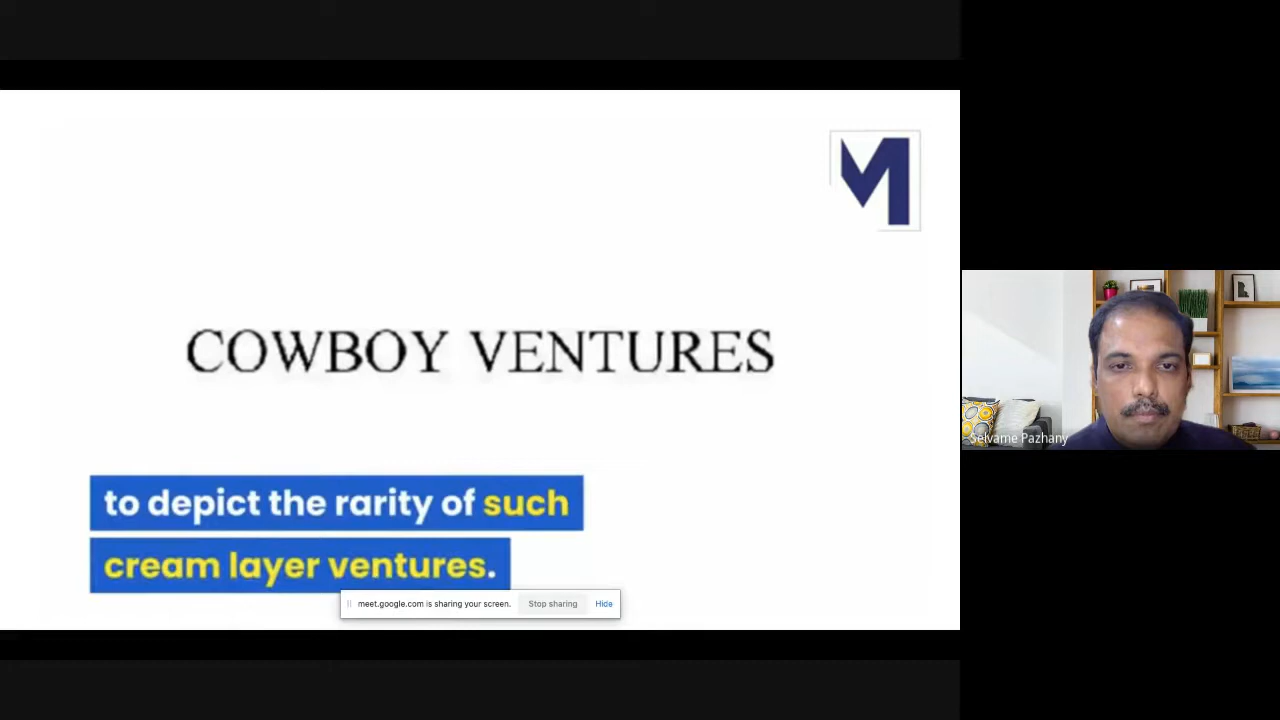 M
COWBOY VENTURES
to depict the rarity of such
cream layer ventures.
meet.google.com is sharing your screen. Stop sharing Hide
Selvame Pazhany